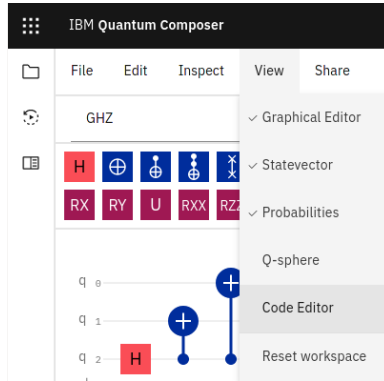 IBM Quantum Composer
File Edit Inspect View Share
GHZ
Graphical Editor
Statevector
Probabilities
Q-sphere
Code Editor
Reset workspace
H
RX RY U RXX RZZ
q 0
q 1
q 2 H